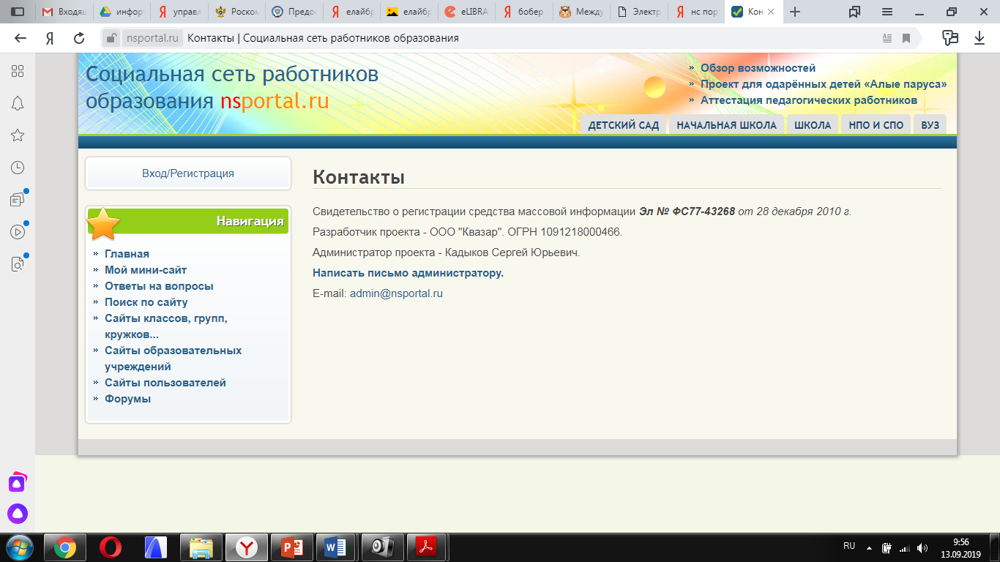 Входящ
инфор
управл
Роском
Предо
елайбр
елайбр
eLIBRA
бобер
Между
Электр
нс пор
Кон
nsportal.ru Контакты | Социальная сеть работников образования
Социальная сеть работников
образования nsportal.ru
» Обзор возможностей
» Проект для одарённых детей «Алые паруса»
» Аттестация педагогических работников
ДЕТСКИЙ САД НАЧАЛЬНАЯ ШКОЛА ШКОЛА НПО И СПО ВУЗ
Вход/Регистрация
Навигация
» Главная
» Мой мини-сайт
» Ответы на вопросы
» Поиск по сайту
» Сайты классов, групп,
кружков...
» Сайты образовательных
учреждений
» Сайты пользователей
» Форумы
Контакты
Свидетельство о регистрации средства массовой информации Эл № ФС77-43268 от 28 декабря 2010 г.
Разработчик проекта - ООО "Квазар". ОГРН 1091218000466.
Администратор проекта - Кадыков Сергей Юрьевич.
Написать письмо администратору.
E-mail: admin@nsportal.ru
RU
9:56
13.09.2019